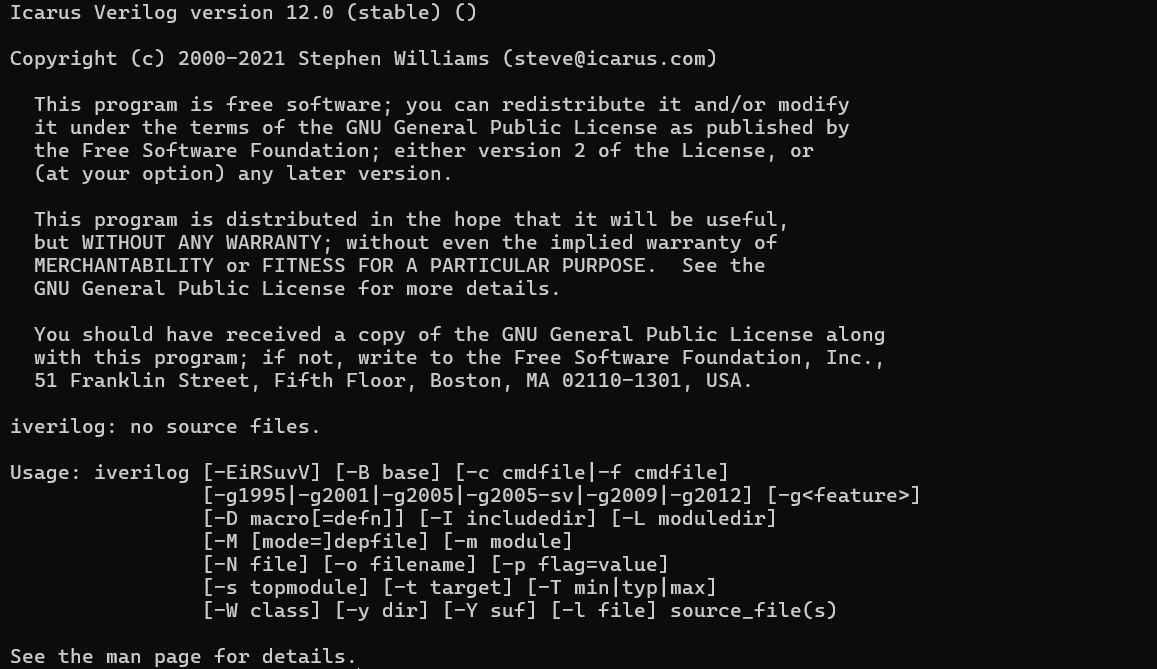 Icarus Verilog version 12.0 (stable) ()
Copyright (c) 2000-2021 Stephen Williams (steve@icarus.com)
This program is free software; you can redistribute it and/or modify
it under the terms of the GNU General Public License as published by
the Free Software Foundation; either version 2 of the License, or
(at your option) any later version.
This program is distributed in the hope that it will be useful,
but WITHOUT ANY WARRANTY; without even the implied warranty of
MERCHANTABILITY or FITNESS FOR A PARTICULAR PURPOSE.  See the
GNU General Public License for more details.
You should have received a copy of the GNU General Public License along
with this program; if not, write to the Free Software Foundation, Inc.,
51 Franklin Street, Fifth Floor, Boston, MA 02110-1301, USA.
iverilog: no source files.
Usage: iverilog [-EiRSuvV] [-B base] [-c cmdfile|-f cmdfile]
[-g1995|-g2001|-g2005|-g2005-sv|-g2009|-g2012] [-g<feature>]
[-D macro[=defn]] [-I includedir] [-L moduledir]
[-M [mode=]depfile] [-m module]
[-N file] [-o filename] [-p flag=value]
[-s topmodule] [-t target] [-T min|typ|max]
[-W class] [-y dir] [-Y suf] [-l file] source_file(s)
See the man page for details.